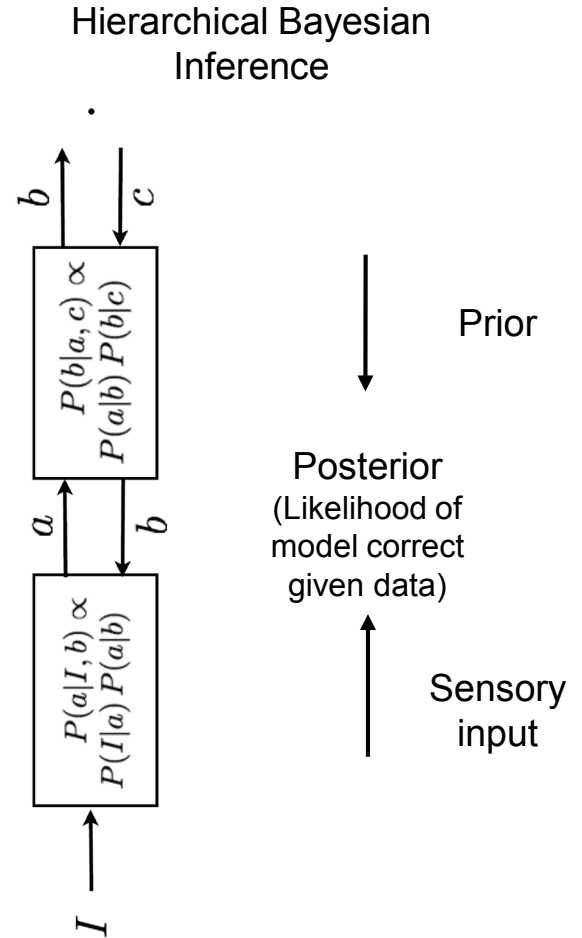 Hierarchical Bayesian
Inference
.
b
c
P(b|a, c) ∝
P(a|b) P(b|c)
Prior
a
b
Posterior
(Likelihood of
model correct
given data)
P(a|I, b) ∝
P(I|a) P(a|b)
Sensory
input
I